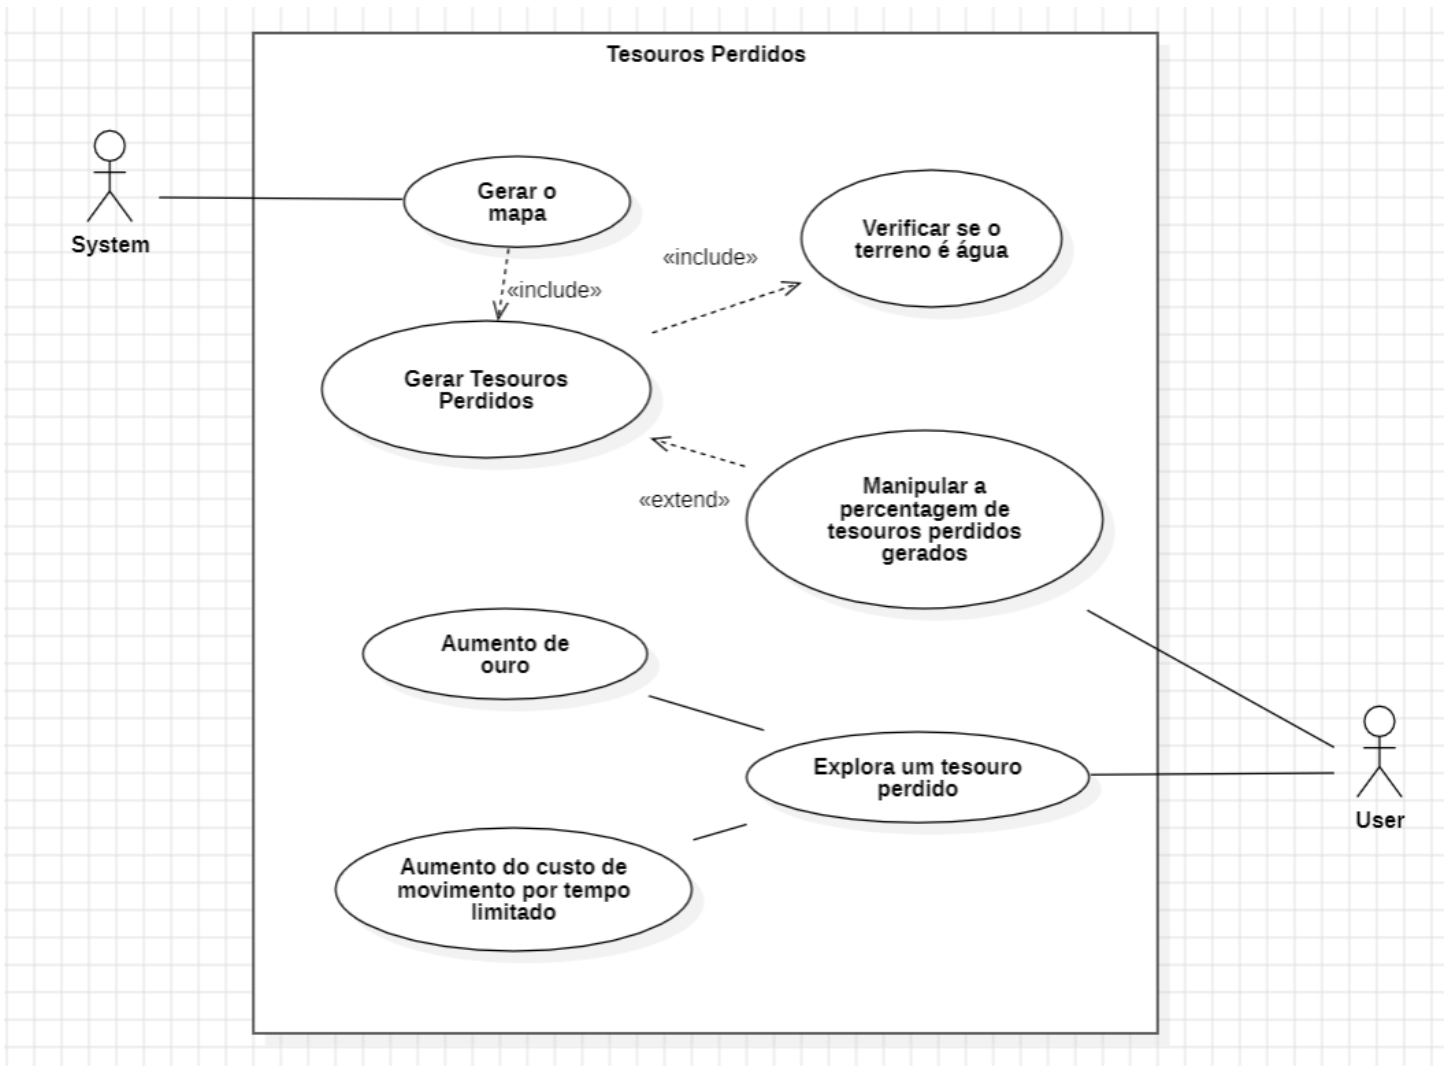 Tesouros Perdidos
System
Gerar o
mapa
Verificar se o
terreno é água
«include»
«include»
Gerar Tesouros
Perdidos
«extend»
Manipular a
percentagem de
tesouros perdidos
gerados
Aumento de
ouro
Explora um tesouro
perdido
User
Aumento do custo de
movimento por tempo
limitado